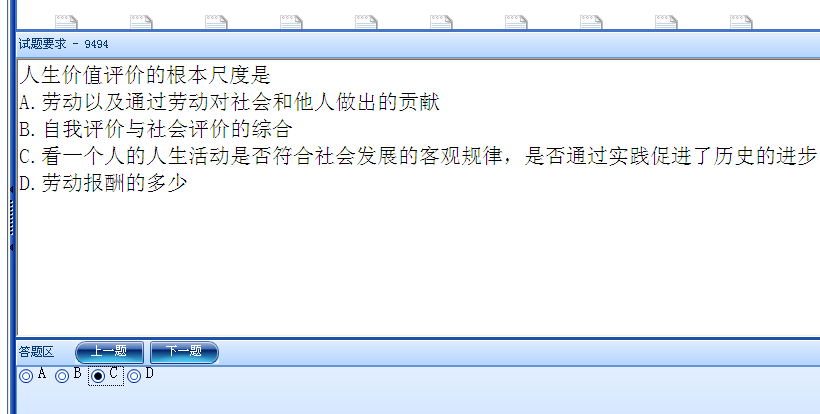 试题要求 - 9494
人生价值评价的根本尺度是
A. 劳动以及通过劳动对社会和他人做出的贡献
B. 自我评价与社会评价的综合
C. 看一个人的人生活动是否符合社会发展的客观规律，是否通过实践促进了历史的进步
D. 劳动报酬的多少
答题区 上一题 下一题
A B C D